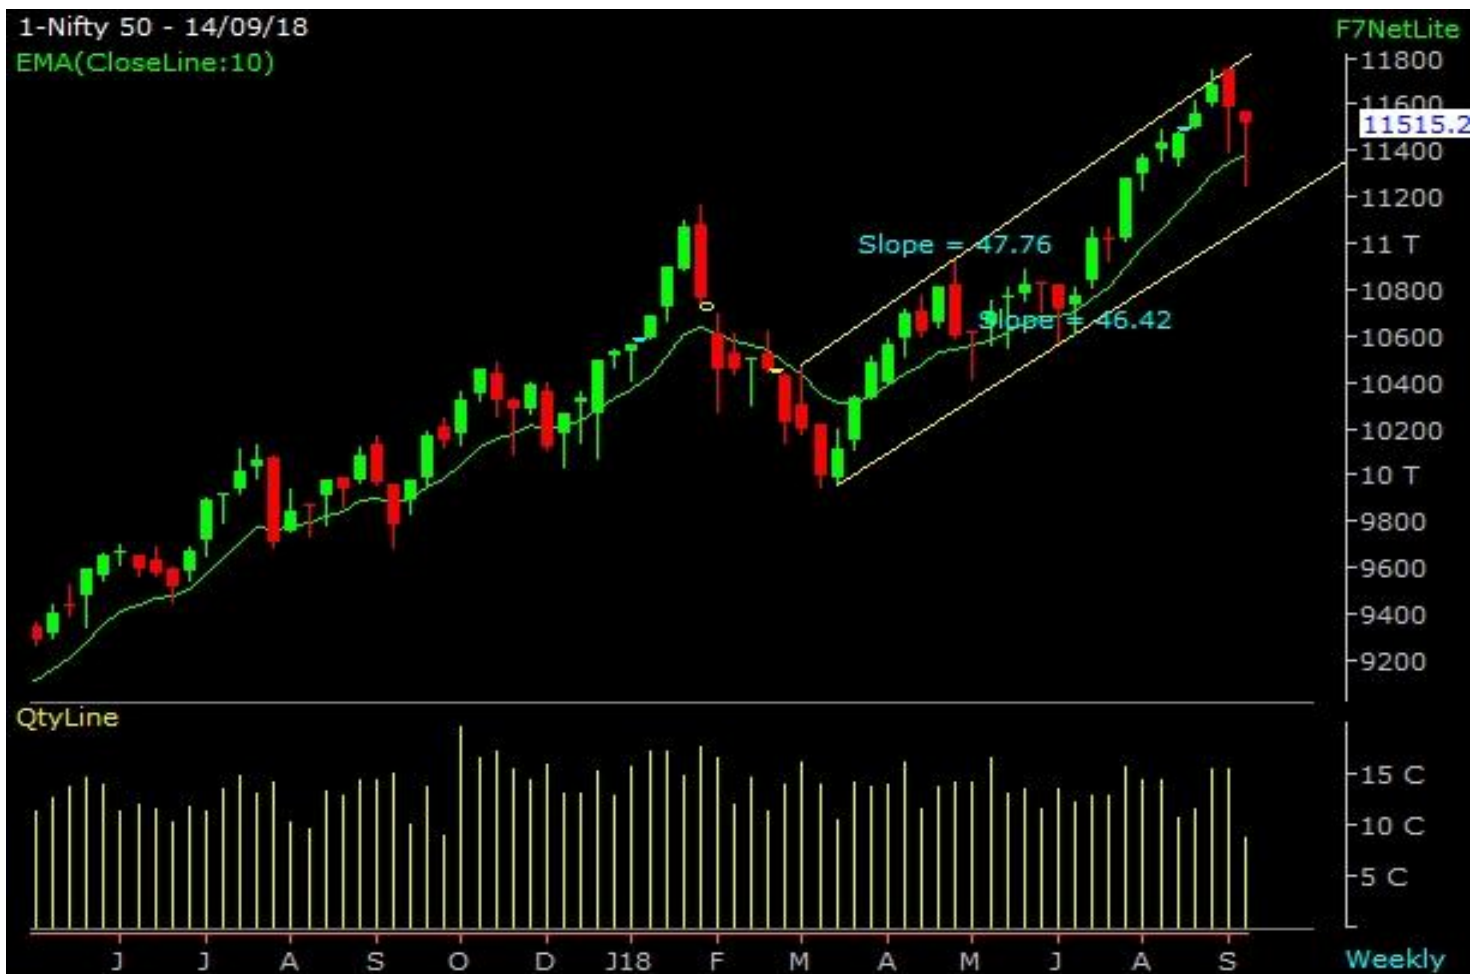 1-Nifty 50 - 14/09/18
F7NetLite
EMA(CloseLine:10)
11800
11600
11515.2
11400
11200
11 T
10800
10600
10400
10200
10 T
9800
9600
9400
9200
Slope = 47.76
Slope = 46.42
QtyLine
15 C
10 C
5 C
J J A S O D J18 F M A M J A S
Weekly